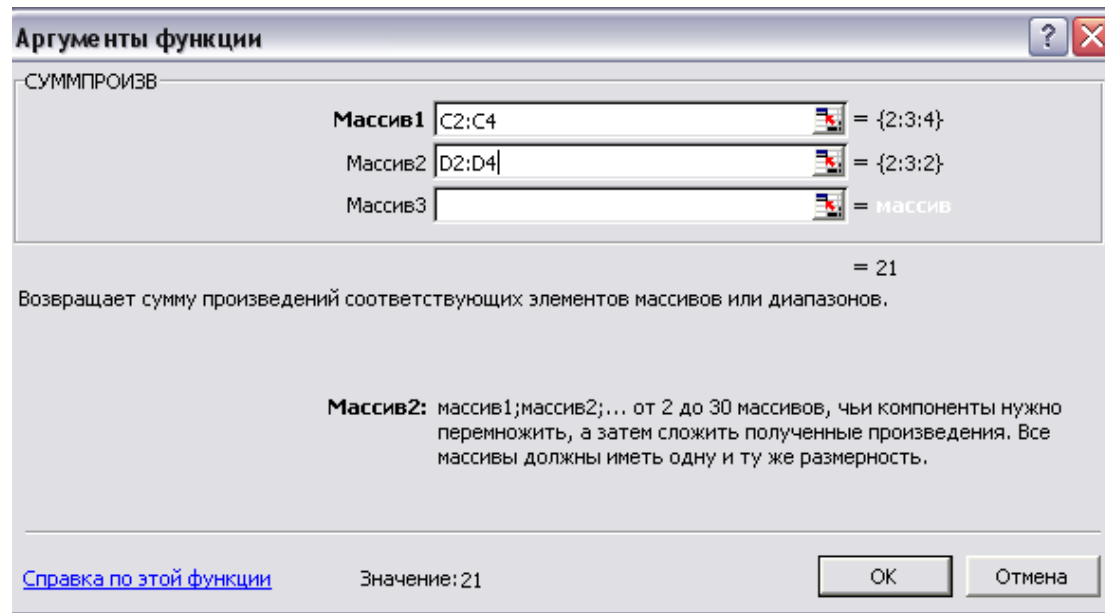 Аргументы функции
СУММПРОИЗВ
Массив1 C2:C4 = {2:3:4}
Массив2 D2:D4 = {2:3:2}
Массив3 = массив
= 21
Возвращает сумму произведений соответствующих элементов массивов или диапазонов.
Массив2: массив1;массив2;... от 2 до 30 массивов, чьи компоненты нужно
перемножить, а затем сложить полученные произведения. Все
массивы должны иметь одну и ту же размерность.
Справка по этой функции Значение:21 ОК Отмена